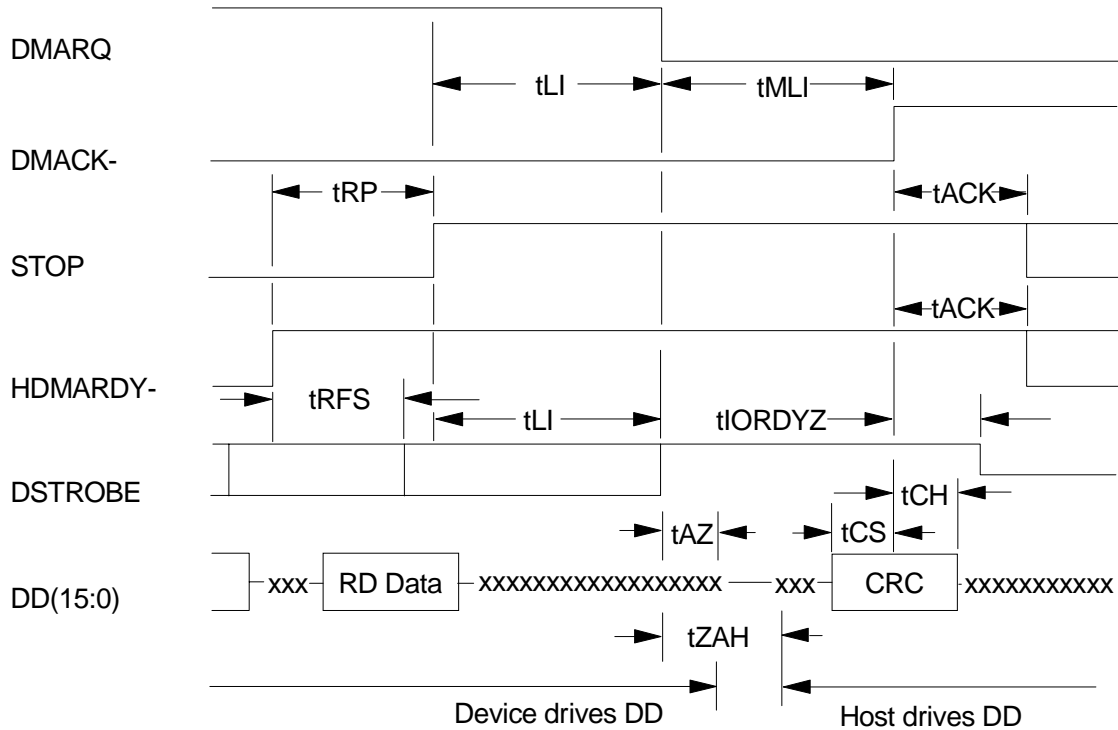 DMARQ
tLI
tMLI
DMACK-
tRP
tACK
STOP
tACK
HDMARDY-
tRFS
tLI
tIORDYZ
DSTROBE
tCH
tAZ
tCS
DD(15:0)
xxx
RD Data
xxxxxxxxxxxxxxxxxx
xxx
CRC
xxxxxxxxxxx
tZAH
Device drives DD
Host drives DD